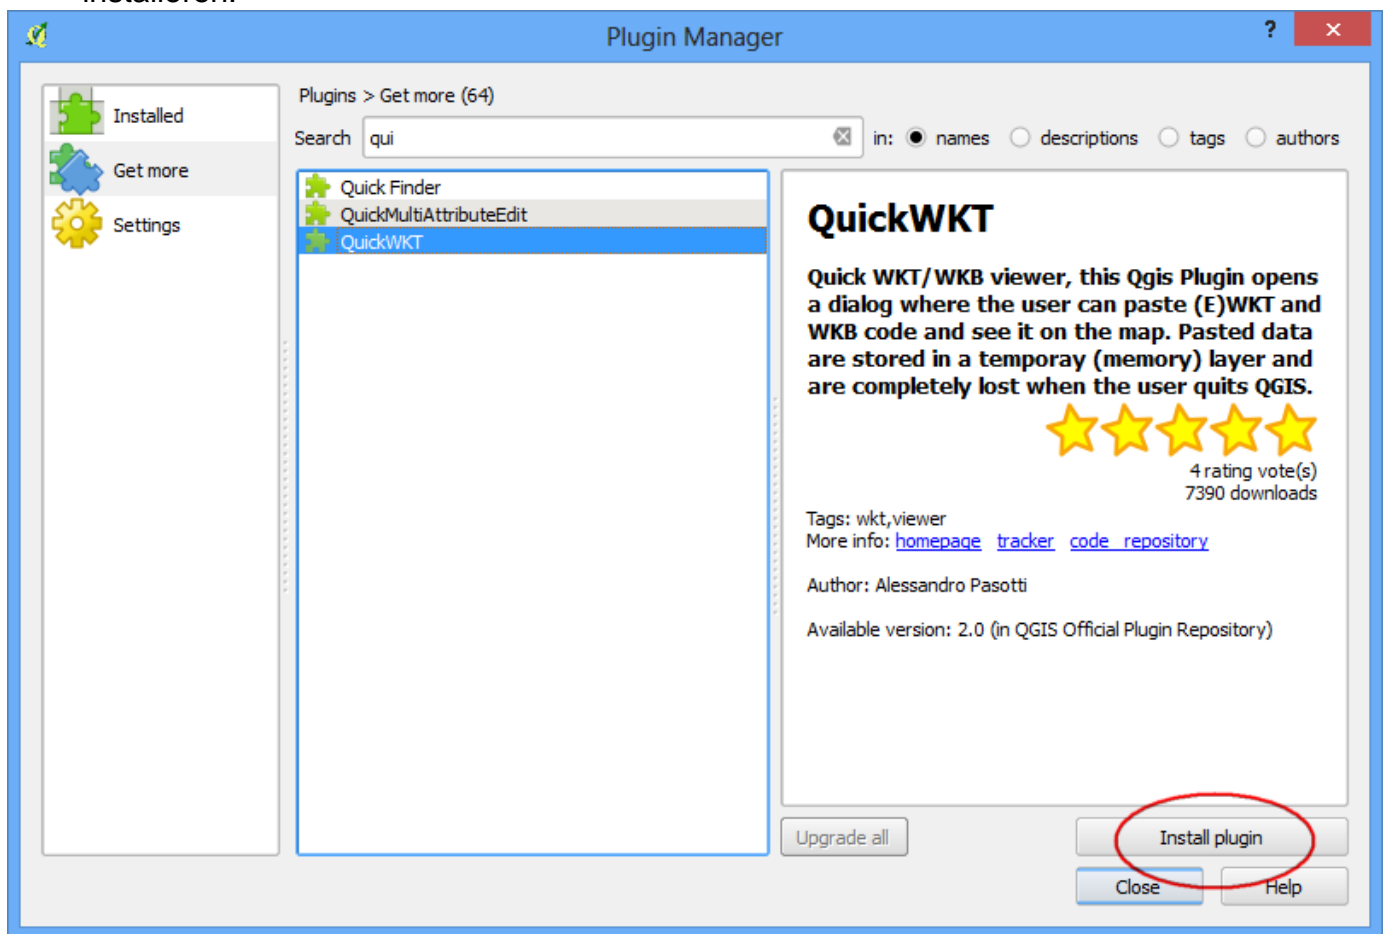 installeren.
Plugin Manager
?
Installed
Get more
Settings
Plugins > Get more (64)
Search qui in: names descriptions tags authors
Quick Finder
QuickMultiAttributeEdit
QuickWKT
QuickWKT
Quick WKT/WKB viewer, this Qgis Plugin opens
a dialog where the user can paste (E)WKT and
WKB code and see it on the map. Pasted data
are stored in a temporay (memory) layer and
are completely lost when the user quits QGIS.
4 rating vote(s)
7390 downloads
Tags: wkt,viewer
More info: homepage tracker code_repository
Author: Alessandro Pasotti
Available version: 2.0 (in QGIS Official Plugin Repository)
Upgrade all
Install plugin
Close
Help